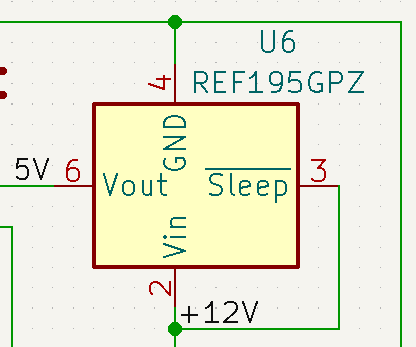 U6
REF195GPZ
4
GND
5V
6
Vout
Sleep
3
Vin
2
+12V